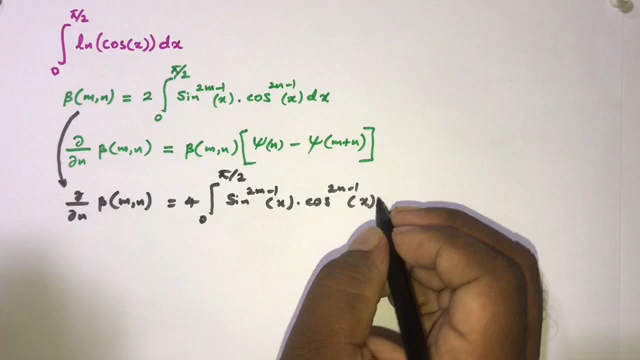 ∫₀^{π/2} ln(cos(x)) dx
β(m,n) = 2 ∫₀^{π/2} sin^{2m-1}(x) · cos^{2n-1}(x) dx
∂/∂n β(m,n) = β(m,n) [ψ(n) - ψ(m+n)]
∂/∂n β(m,n) = 4 ∫₀^{π/2} sin^{2m-1}(x) · cos^{2n-1}(x)